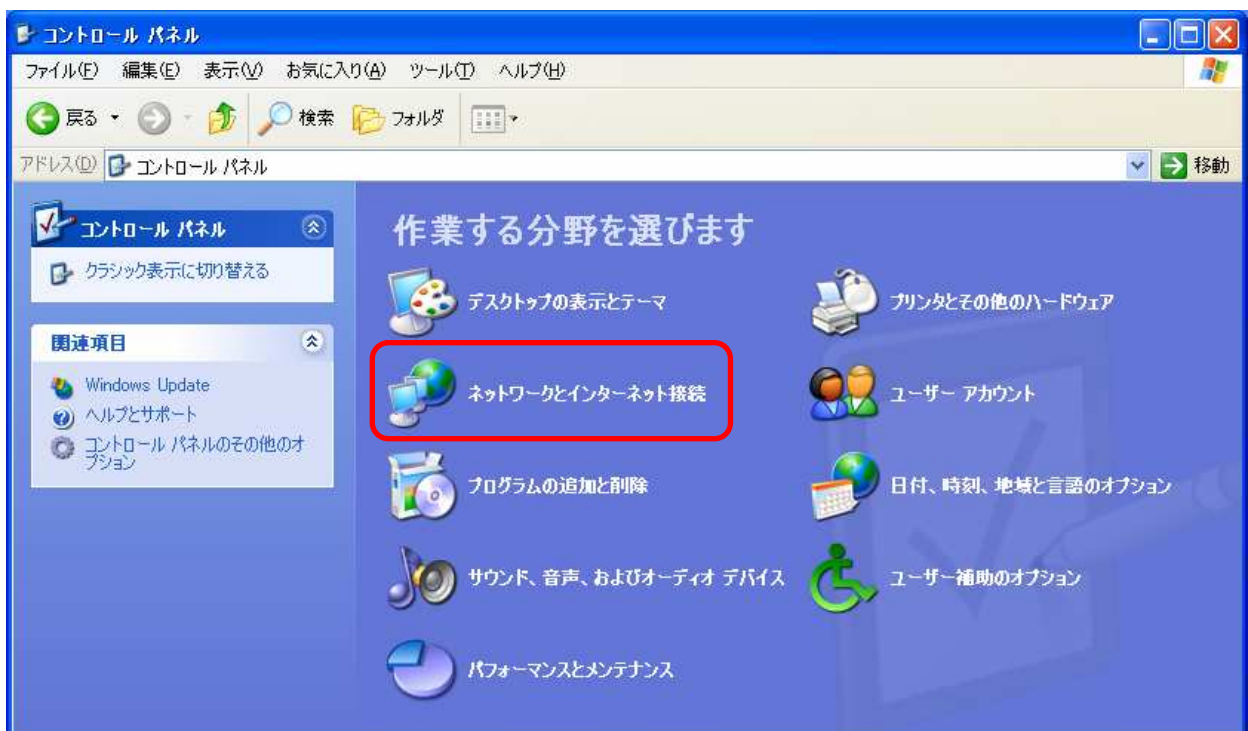 コントロール パネル
ファイル(F) 編集(E) 表示(V) お気に入り(A) ツール(T) ヘルプ(H)
戻る 検索 フォルダ
アドレス(D) コントロール パネル 移動
コントロール パネル
クラシック表示に切り替える
関連項目
Windows Update
ヘルプとサポート
コントロール パネルのその他のオ
プション
作業する分野を選びます
デスクトップの表示とテーマ
プリンタとその他のハードウェア
ネットワークとインターネット接続
ユーザー アカウント
プログラムの追加と削除
日付、時刻、地域と言語のオプション
サウンド、音声、およびオーディオ デバイス
ユーザー補助のオプション
パフォーマンスとメンテナンス